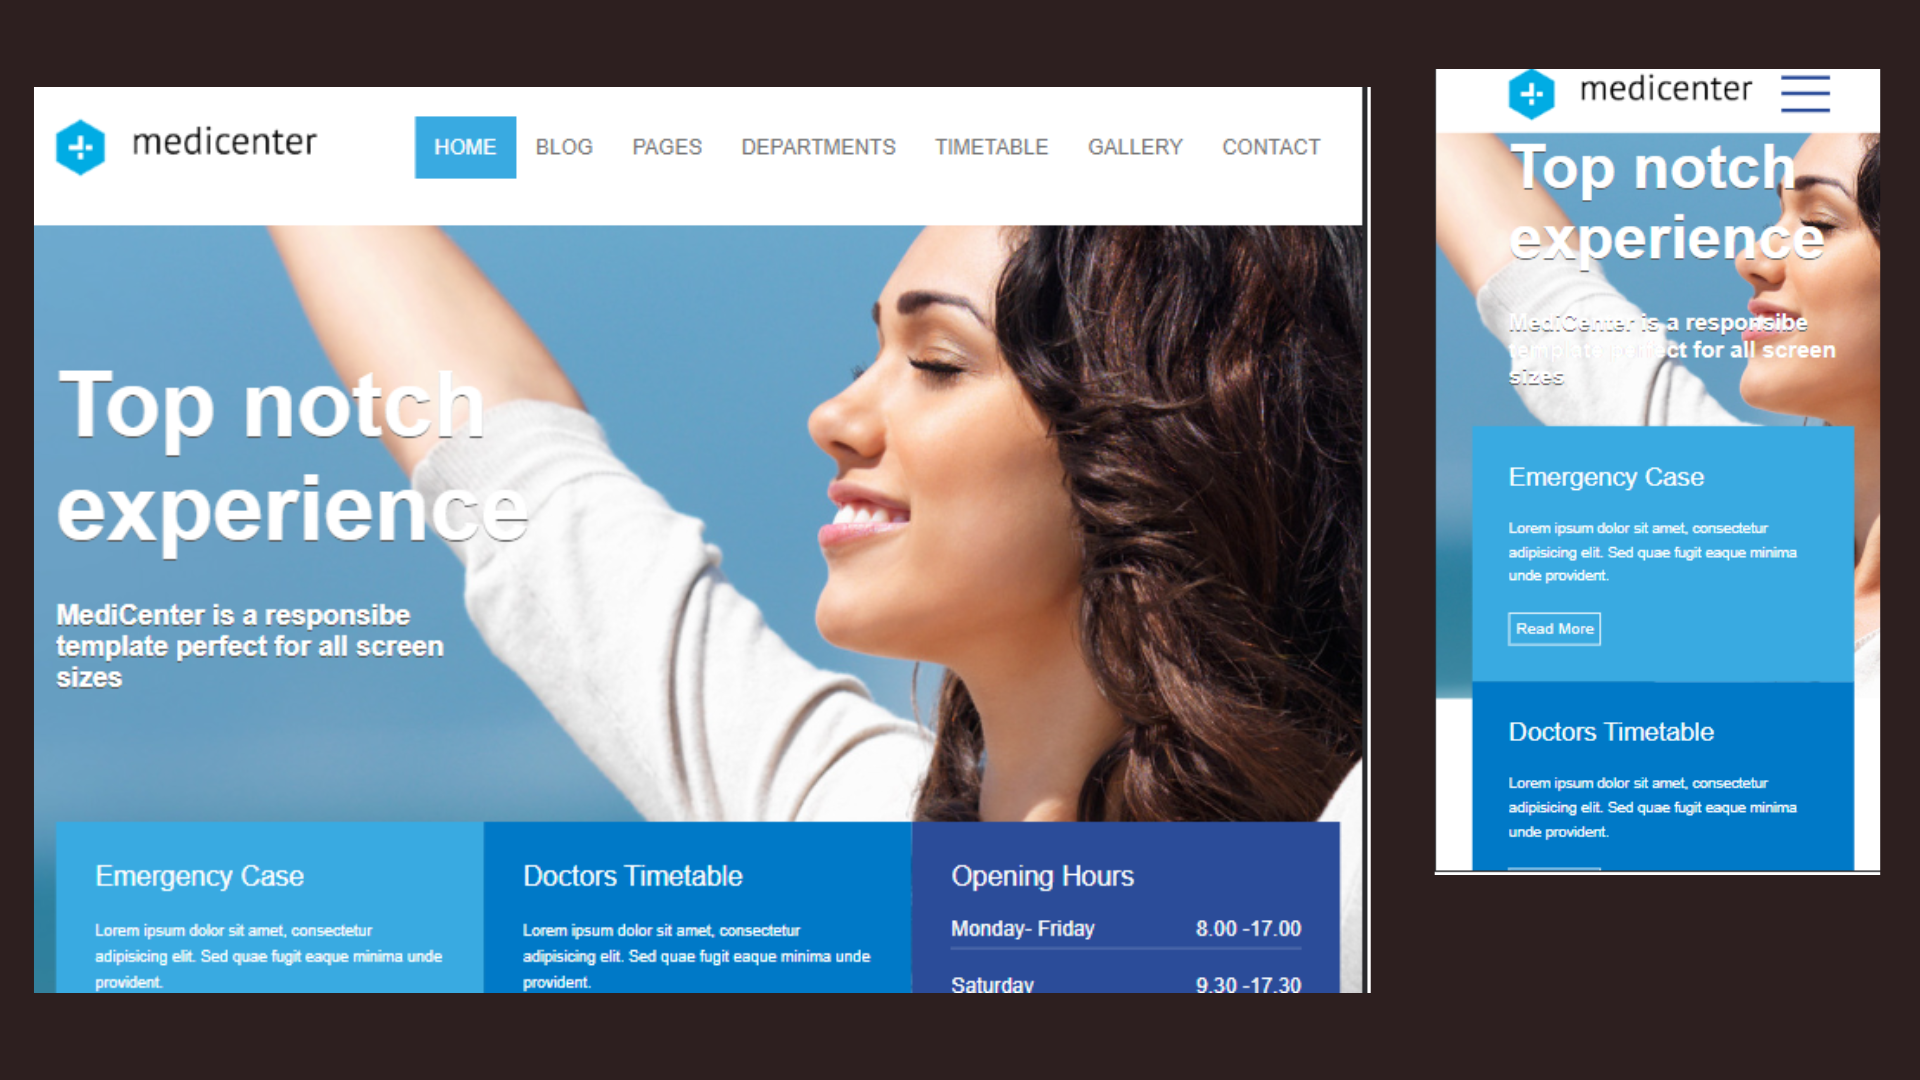 medicenter
HOME BLOG PAGES DEPARTMENTS TIMETABLE GALLERY CONTACT
Top notch
experience
MediCenter is a responsibe
template perfect for all screen
sizes
Emergency Case
Lorem ipsum dolor sit amet, consectetur
adipisicing elit. Sed quae fugit eaque minima unde
provident.
Doctors Timetable
Lorem ipsum dolor sit amet, consectetur
adipisicing elit. Sed quae fugit eaque minima unde
provident.
Opening Hours
Monday- Friday 8.00 -17.00
Saturday 9.30 -17.30
medicenter
Top notch
experience
MediCenter is a responsibe
template perfect for all screen
sizes
Emergency Case
Lorem ipsum dolor sit amet, consectetur
adipisicing elit. Sed quae fugit eaque minima
unde provident.
Read More
Doctors Timetable
Lorem ipsum dolor sit amet, consectetur
adipisicing elit. Sed quae fugit eaque minima
unde provident.